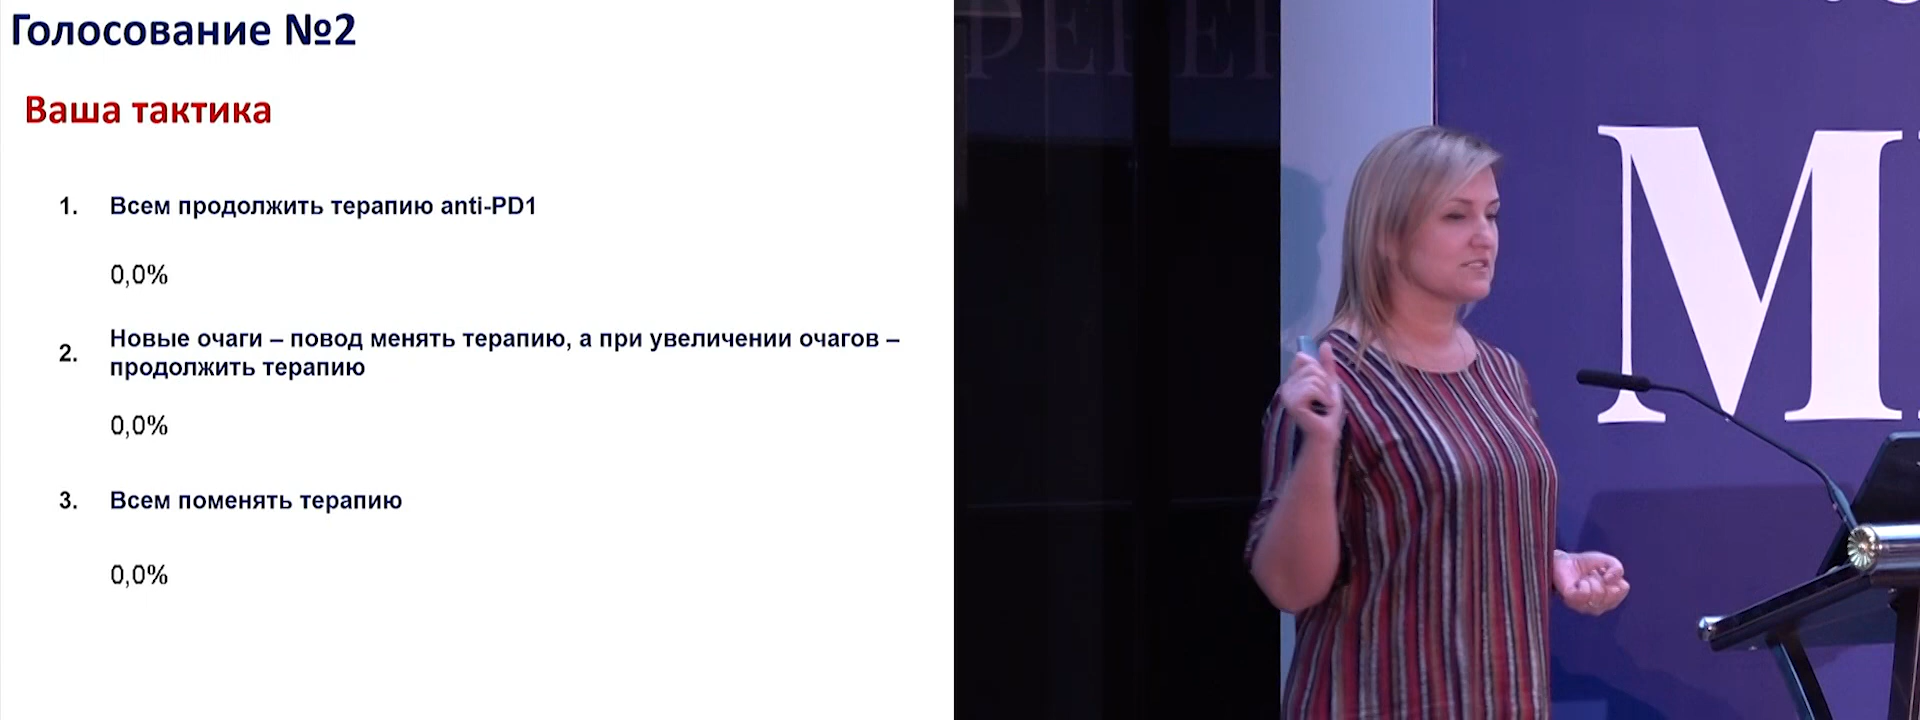 Голосование №2
Ваша тактика
1. Всем продолжить терапию anti-PD1
0,0%
2. Новые очаги – повод менять терапию, а при увеличении очагов –
продолжить терапию
0,0%
3. Всем поменять терапию
0,0%
ФЕРЕН
М